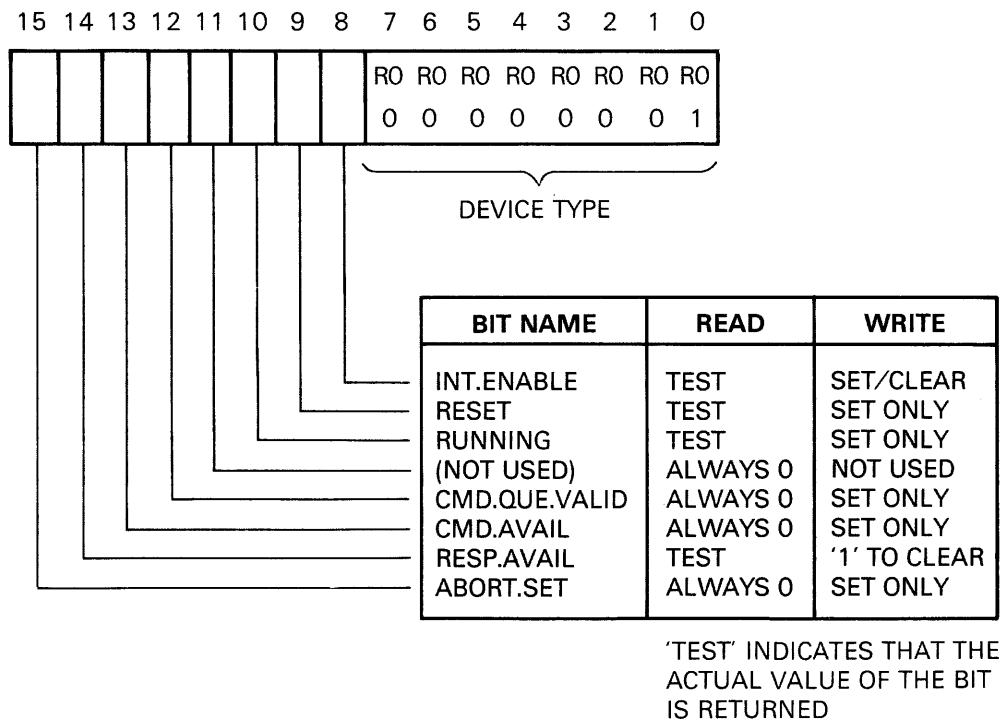 15 14 13 12 11 10 9 8 7 6 5 4 3 2 1 0
RO RO RO RO RO RO RO RO
0 0 0 0 0 0 0 1
DEVICE TYPE
BIT NAME READ WRITE
INT.ENABLE TEST SET/CLEAR
RESET TEST SET ONLY
RUNNING TEST SET ONLY
(NOT USED) ALWAYS 0 NOT USED
CMD.QUE.VALID ALWAYS 0 SET ONLY
CMD.AVAIL ALWAYS 0 SET ONLY
RESP.AVAIL TEST '1' TO CLEAR
ABORT.SET ALWAYS 0 SET ONLY
'TEST' INDICATES THAT THE
ACTUAL VALUE OF THE BIT
IS RETURNED